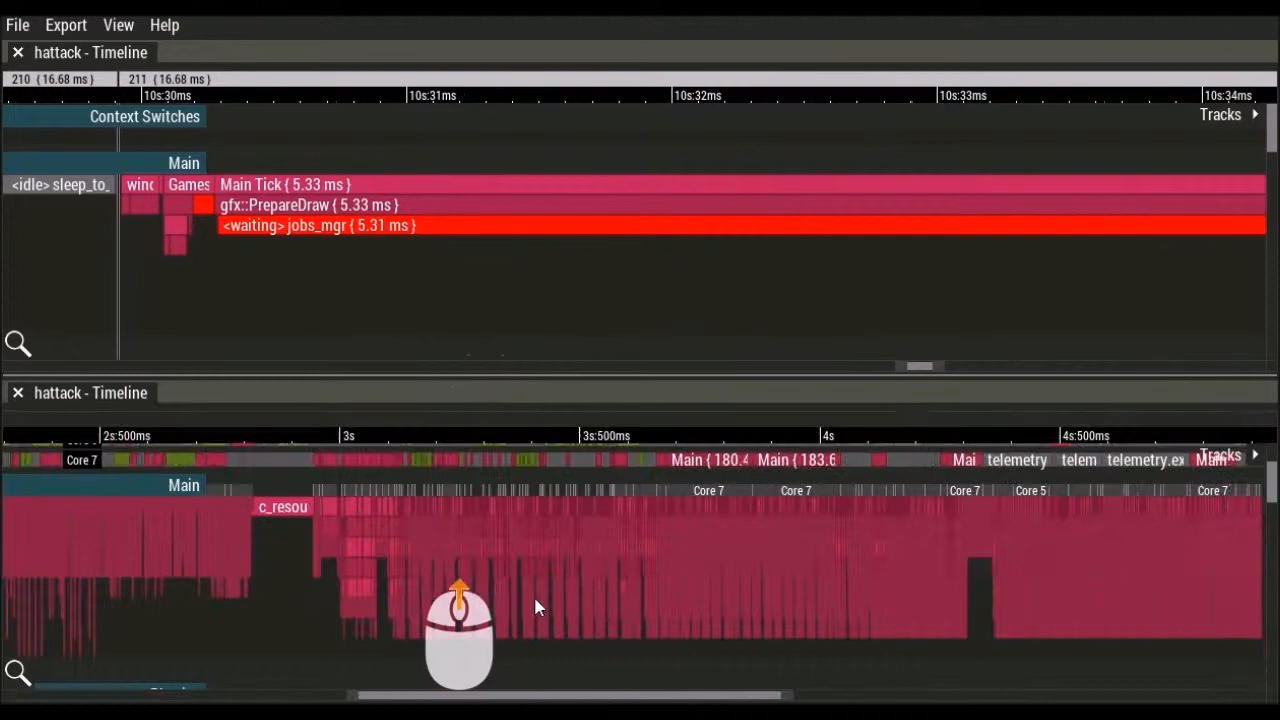 File Export View Help
✕ hattack - Timeline
210 { 16.68 ms } 211 { 16.68 ms }
10s:30ms 10s:31ms 10s:32ms 10s:33ms 10s:34ms
Context Switches Tracks
Main
<idle> sleep_to_ winc Games Main Tick { 5.33 ms }
gfx::PrepareDraw { 5.33 ms }
<waiting> jobs_mgr { 5.31 ms }
✕ hattack - Timeline
2s:500ms 3s 3s:500ms 4s 4s:500ms
Core 7 Main { 180.4 Main { 183.6 Mai telemetry telem telemetry.ex Main Tracks
Main Core 7 Core 7 Core 7 Core 5 Core 7
c_resou